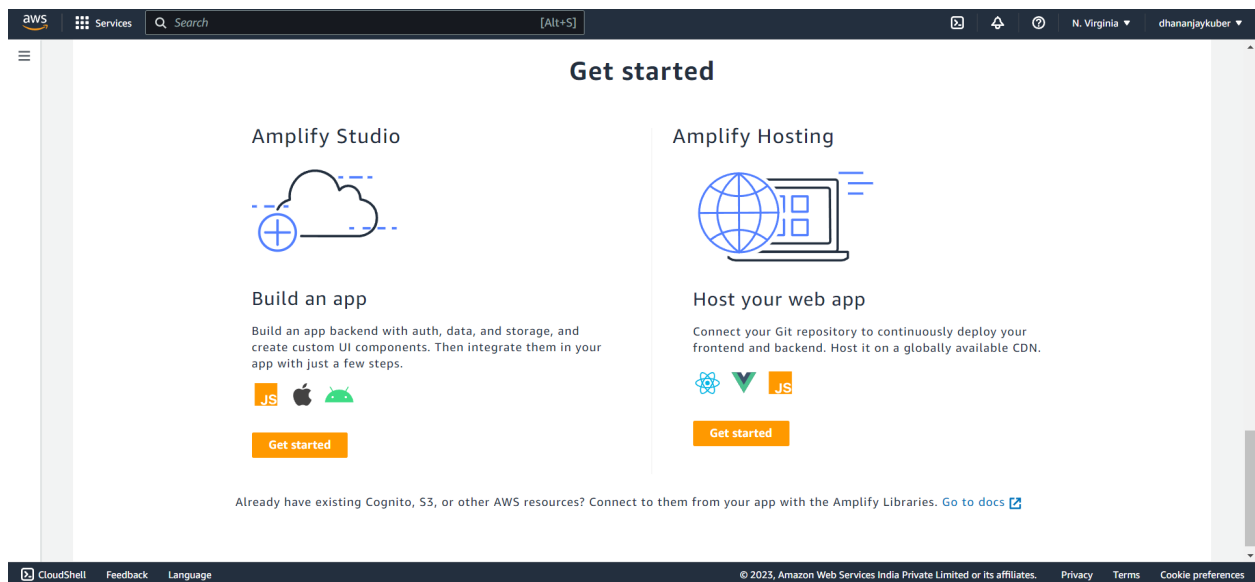 aws
Services
Search
[Alt+S]
N. Virginia
dhananjaykuber
Get started
Amplify Studio
Build an app
Build an app backend with auth, data, and storage, and
create custom UI components. Then integrate them in your
app with just a few steps.
JS
Get started
Amplify Hosting
Host your web app
Connect your Git repository to continuously deploy your
frontend and backend. Host it on a globally available CDN.
JS
Get started
Already have existing Cognito, S3, or other AWS resources? Connect to them from your app with the Amplify Libraries. Go to docs
CloudShell
Feedback
Language
© 2023, Amazon Web Services India Private Limited or its affiliates.
Privacy
Terms
Cookie preferences